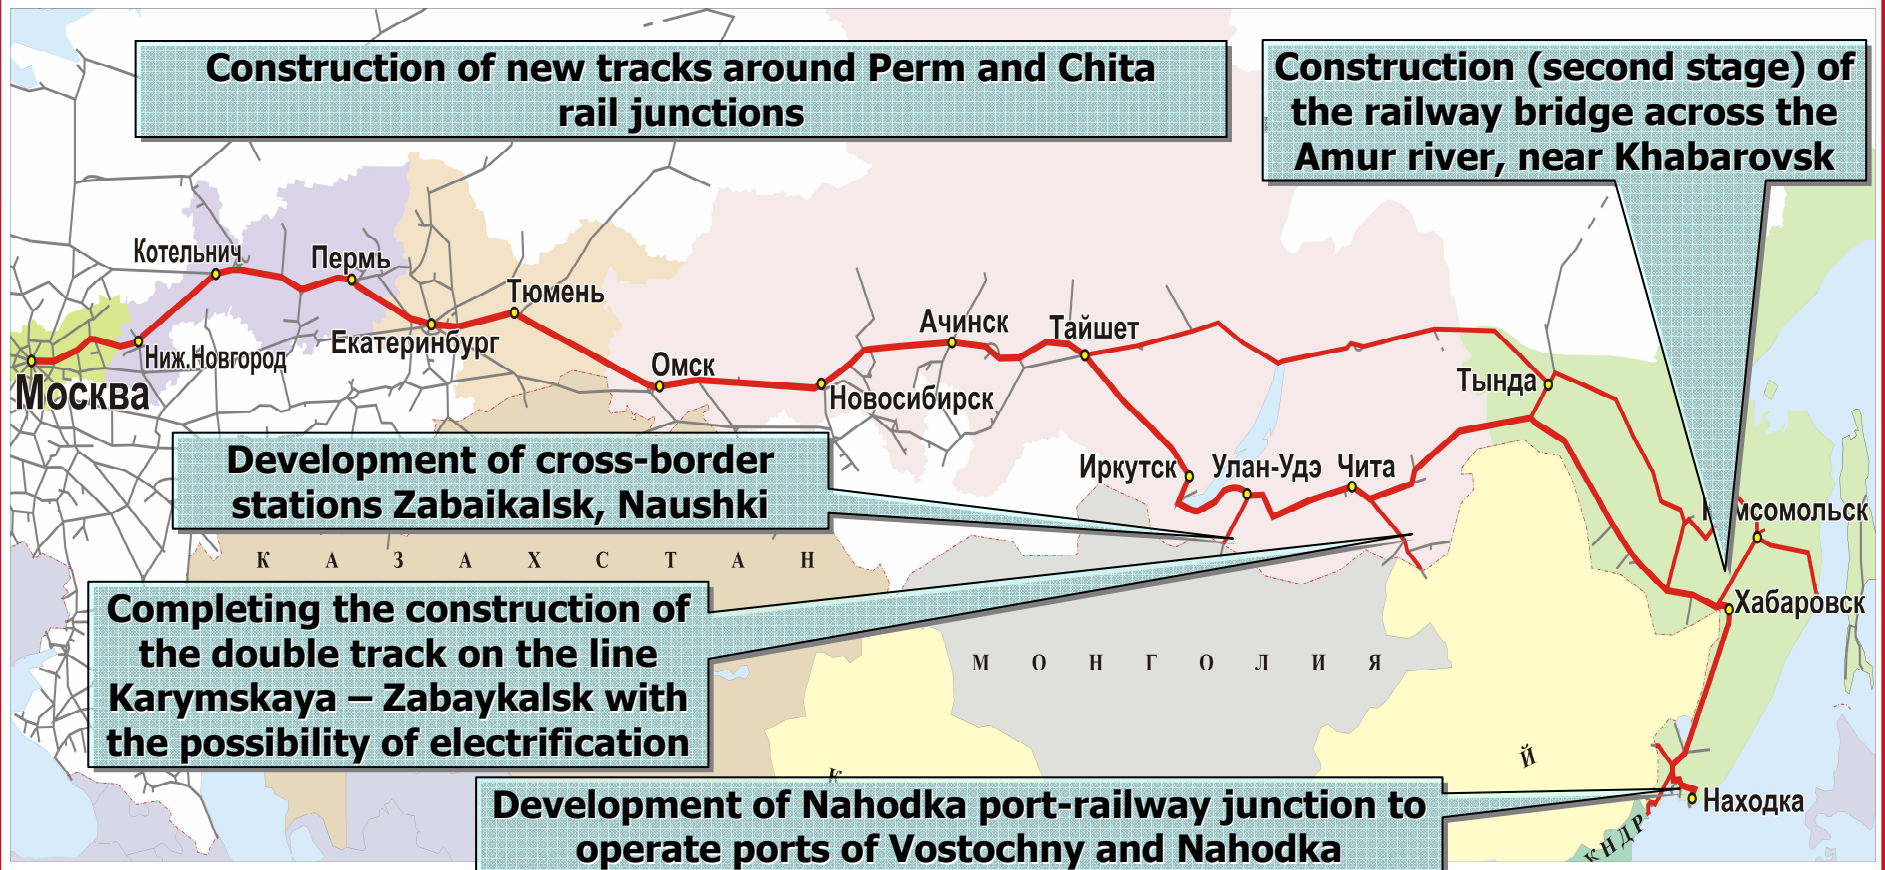 Construction of new tracks around Perm and Chita
rail junctions
Construction (second stage) of
the railway bridge across the
Amur river, near Khabarovsk
Котельнич
Пермь
Тюмень
Екатеринбург
Ниж.Новгород
Москва
Омск
Новосибирск
Ачинск
Тайшет
Тында
Иркутск
Улан-Удэ
Чита
Development of cross-border
stations Zabaikalsk, Naushki
мсомольск
Хабаровск
КАЗАХСТАН
Completing the construction of
the double track on the line
Karymskaya – Zabaykalsk with
the possibility of electrification
МОНГОЛИЯ
Й
Находка
КНДР
Development of Nahodka port-railway junction to
operate ports of Vostochny and Nahodka